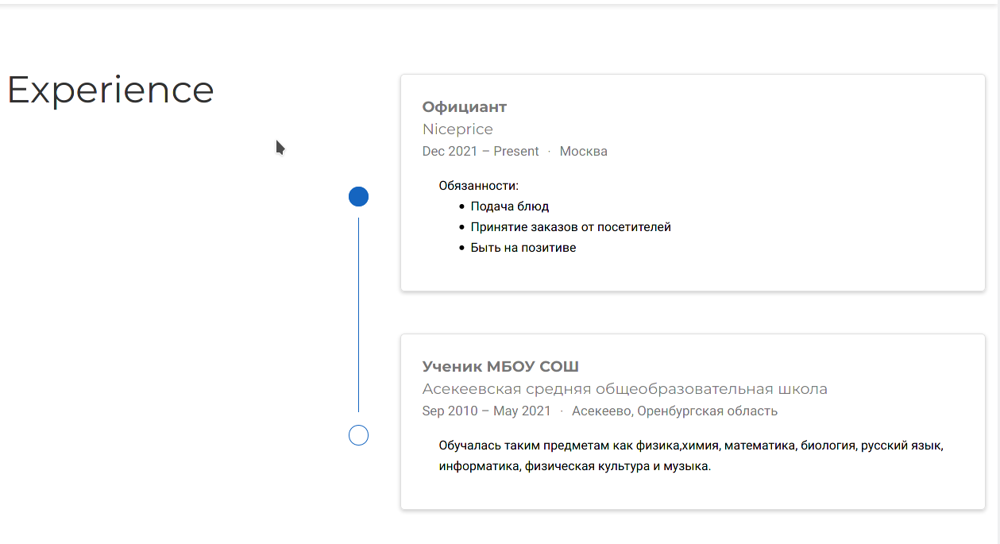 Experience
Официант
Niceprice
Dec 2021 – Present · Москва
Обязанности:
• Подача блюд
• Принятие заказов от посетителей
• Быть на позитиве
Ученик МБОУ СОШ
Асекеевская средняя общеобразовательная школа
Sep 2010 – May 2021 · Асекеево, Оренбургская область
Обучалась таким предметам как физика,химия, математика, биология, русский язык,
информатика, физическая культура и музыка.